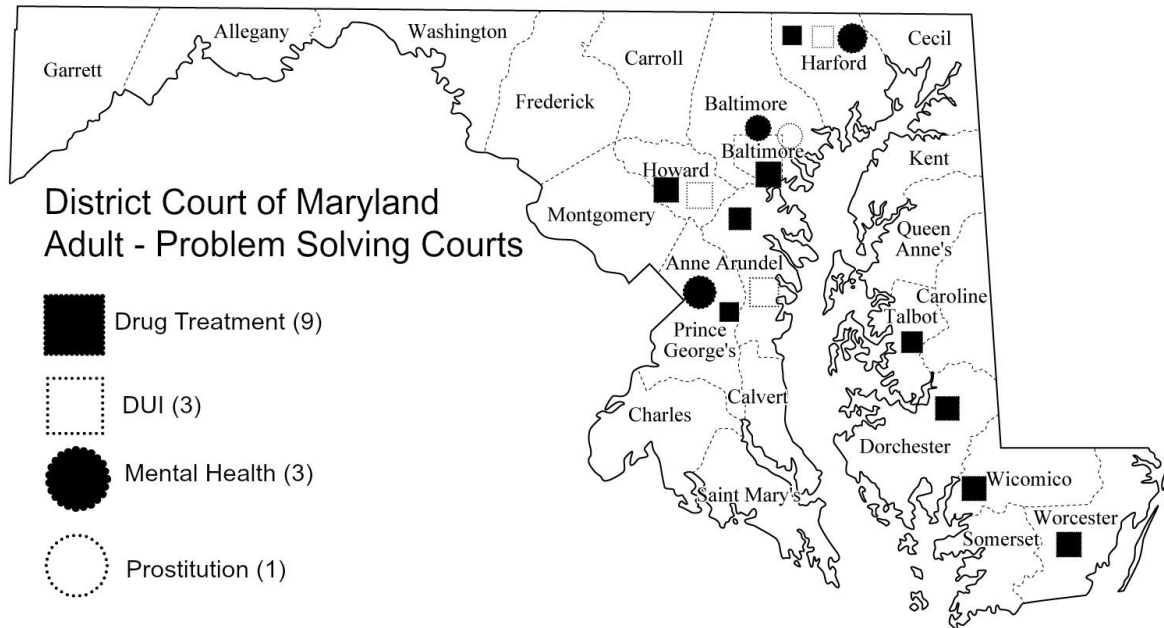 Garrett
Allegany
Washington
Frederick
Carroll
Harford
Cecil
Baltimore
Baltimore
Kent
Howard
Montgomery
Queen
Anne's
Anne Arundel
Caroline
Talbot
Prince
George's
Charles
Calvert
Dorchester
Saint Mary's
Wicomico
Somerset
Worcester
District Court of Maryland
Adult - Problem Solving Courts
Drug Treatment (9)
DUI (3)
Mental Health (3)
Prostitution (1)